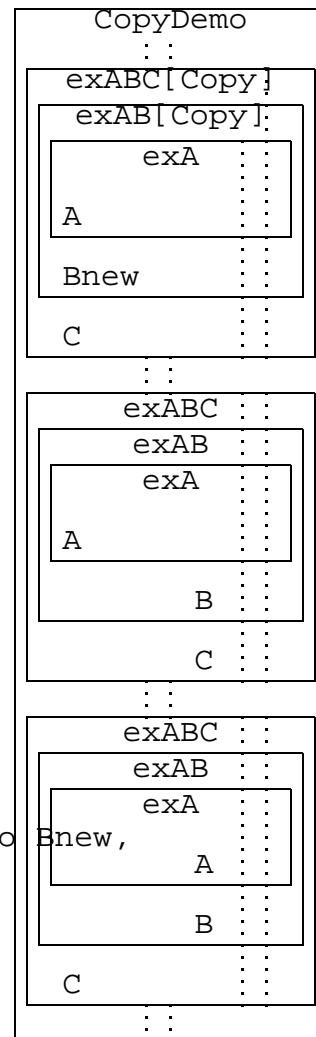 CopyDemo
exABC[Copy]
exAB[Copy]
exA
A
Bnew
C
exABC
exAB
exA
A
B
C
exABC
exAB
exA
o Bnew,
A
B
C